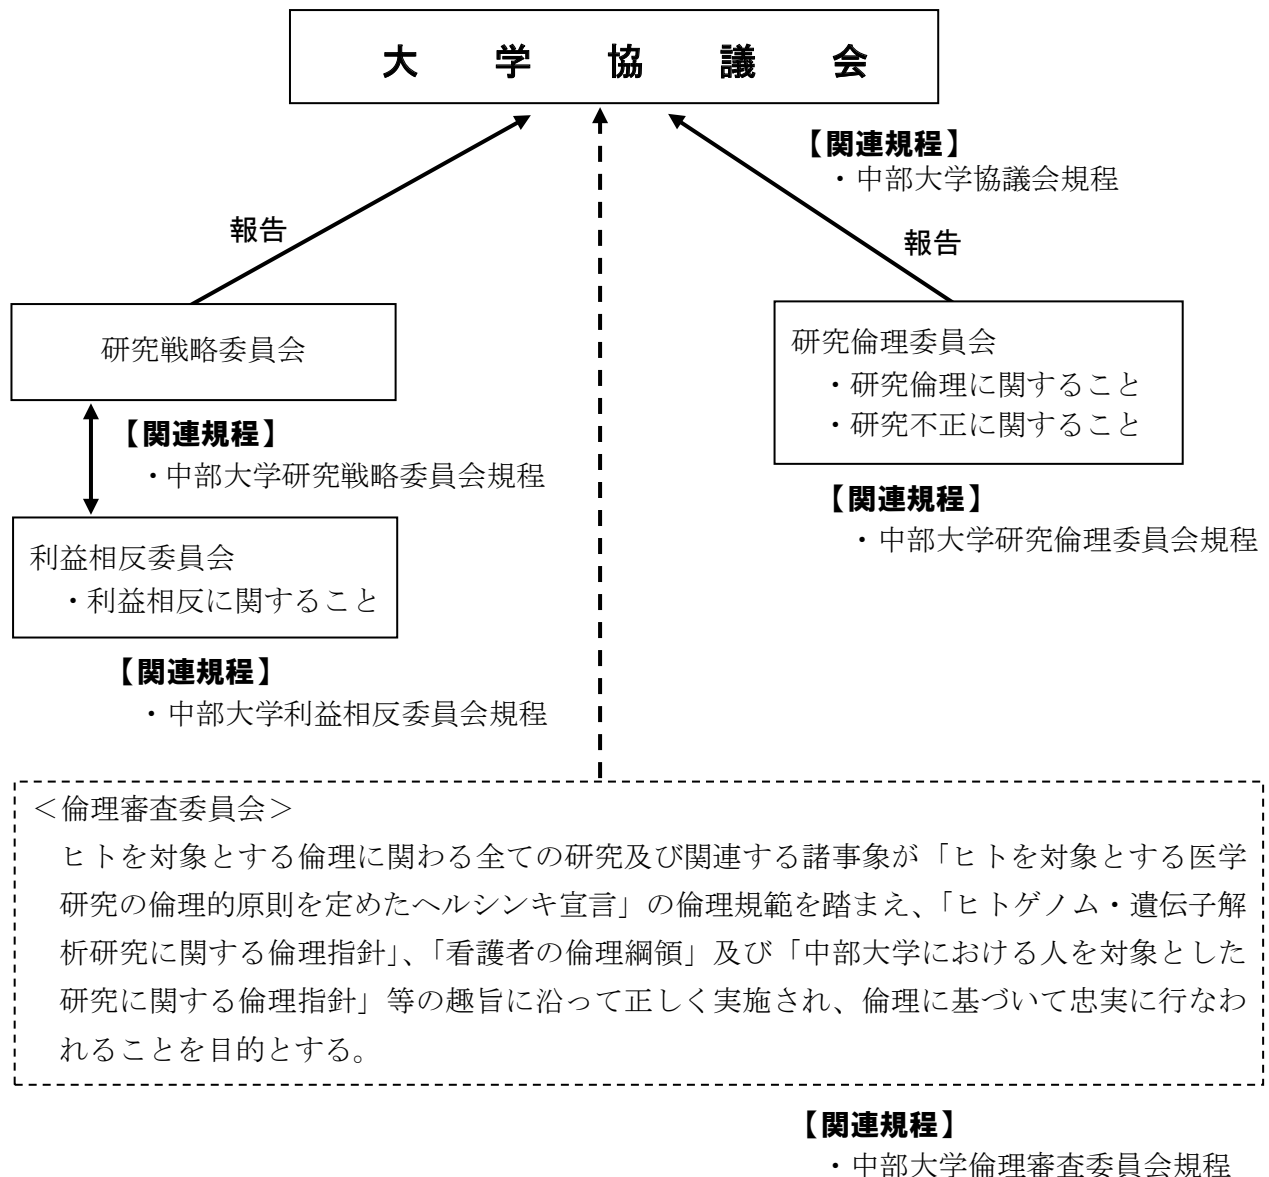 大学協議会
【関連規程】
・中部大学協議会規程
報告
報告
研究戦略委員会
【関連規程】
・中部大学研究戦略委員会規程
研究倫理委員会
・研究倫理に関すること
・研究不正に関すること
【関連規程】
・中部大学研究倫理委員会規程
利益相反委員会
・利益相反に関すること
【関連規程】
・中部大学利益相反委員会規程
＜倫理審査委員会＞
ヒトを対象とする倫理に関わる全ての研究及び関連する諸事象が「ヒトを対象とする医学
研究の倫理的原則を定めたヘルシンキ宣言」の倫理規範を踏まえ、「ヒトゲノム・遺伝子解
析研究に関する倫理指針」、「看護者の倫理綱領」及び「中部大学における人を対象とした
研究に関する倫理指針」等の趣旨に沿って正しく実施され、倫理に基づいて忠実に行なわ
れることを目的とする。
【関連規程】
・中部大学倫理審査委員会規程